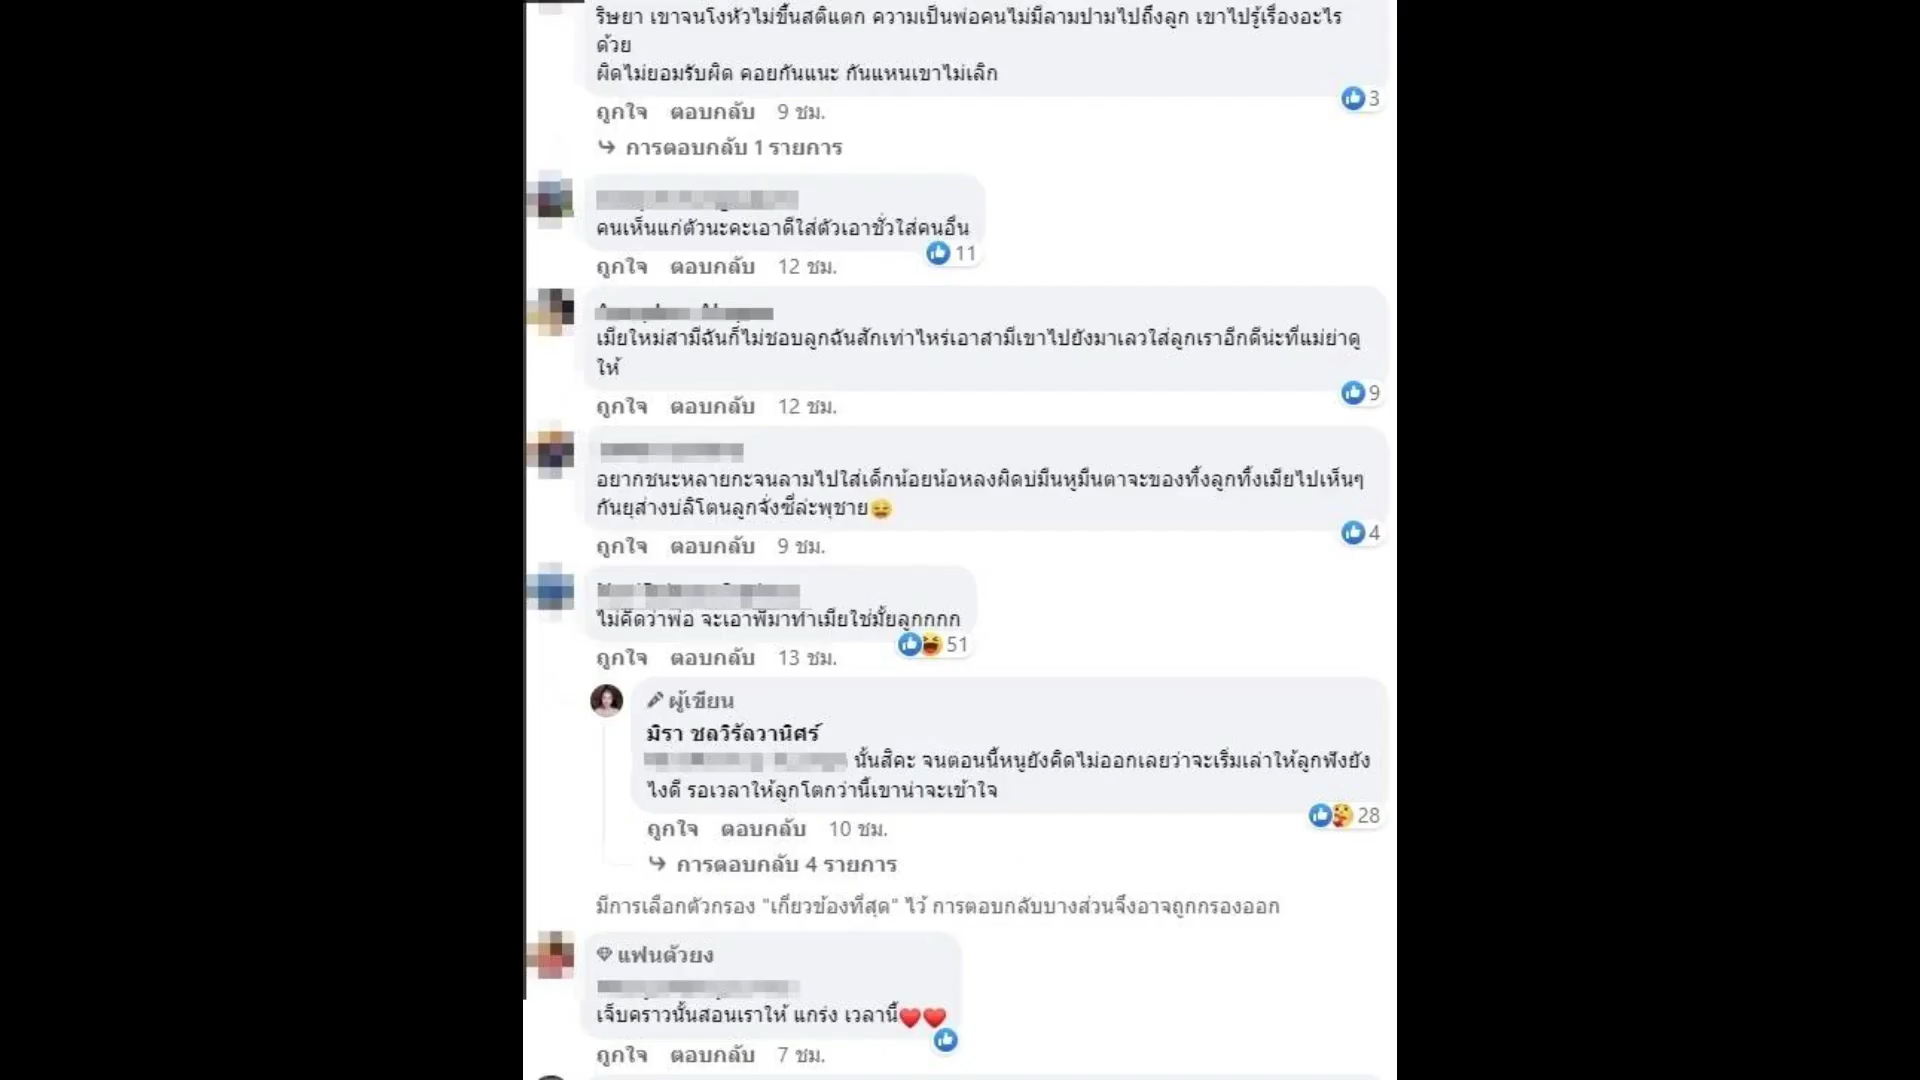 ริษยา เขาจนโงหัวไม่ขึ้นสติแตก ความเป็นพ่อคนไม่มีลามปามไปถึงลูก เขาไปรู้เรื่องอะไร
ด้วย
ผิดไม่ยอมรับผิด คอยกันแนะ กันแหนเขาไม่เลิก
3
ถูกใจ ตอบกลับ 9 ชม.
การตอบกลับ 1 รายการ
คนเห็นแก่ตัวนะคะเอาดีใส่ตัวเอาชั่วใส่คนอื่น
11
ถูกใจ ตอบกลับ 12 ชม.
เมียใหม่สามีฉันก็ไม่ชอบลูกฉันสักเท่าไหร่เอาสามีเขาไปยังมาเลวใส่ลูกเราอีกดีน่ะที่แม่ย่าดู
ให้
9
ถูกใจ ตอบกลับ 12 ชม.
อยากชนะหลายกะจนลามไปใส่เด็กน้อยน้อหลงผิดบ่มืนหูมืนตาจะของทิ้งลูกทิ้งเมียไปเห็นๆ
กันยุส่างบ่ลิโตนลูกจั่งซี่ล่ะพุชาย😄
4
ถูกใจ ตอบกลับ 9 ชม.
ไม่คิดว่าพ่อ จะเอาพี่มาทำเมียใช่มั้ยลูกกกก
51
ถูกใจ ตอบกลับ 13 ชม.
ผู้เขียน
มิรา ชลวิรัลวานิศร์
นั้นสิคะ จนตอนนี้หนูยังคิดไม่ออกเลยว่าจะเริ่มเล่าให้ลูกฟังยัง
ไงดี รอเวลาให้ลูกโตกว่านี้เขาน่าจะเข้าใจ
28
ถูกใจ ตอบกลับ 10 ชม.
การตอบกลับ 4 รายการ
มีการเลือกตัวกรอง "เกี่ยวข้องที่สุด" ไว้ การตอบกลับบางส่วนจึงอาจถูกกรองออก
แฟนตัวยง
เจ็บคราวนั้นสอนเราให้ แกร่ง เวลานี้❤️❤️
ถูกใจ ตอบกลับ 7 ชม.